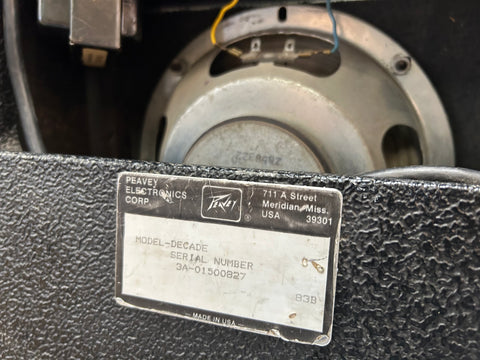 PEAVEY
ELECTRONICS
CORP.
PEAVEY
®
711 A Street
Meridian, Miss.
USA 39301
MODEL-DECADE
SERIAL NUMBER
3A-01500827
83B
MADE IN USA